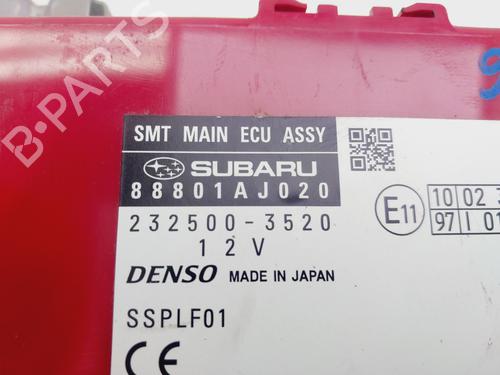 SMT MAIN ECU ASSY
SUBARU
88801AJ020
232500-3520
12V
DENSO MADE IN JAPAN
SSPLF01
CE
E11
10 02
97 I 01
B-PARTS